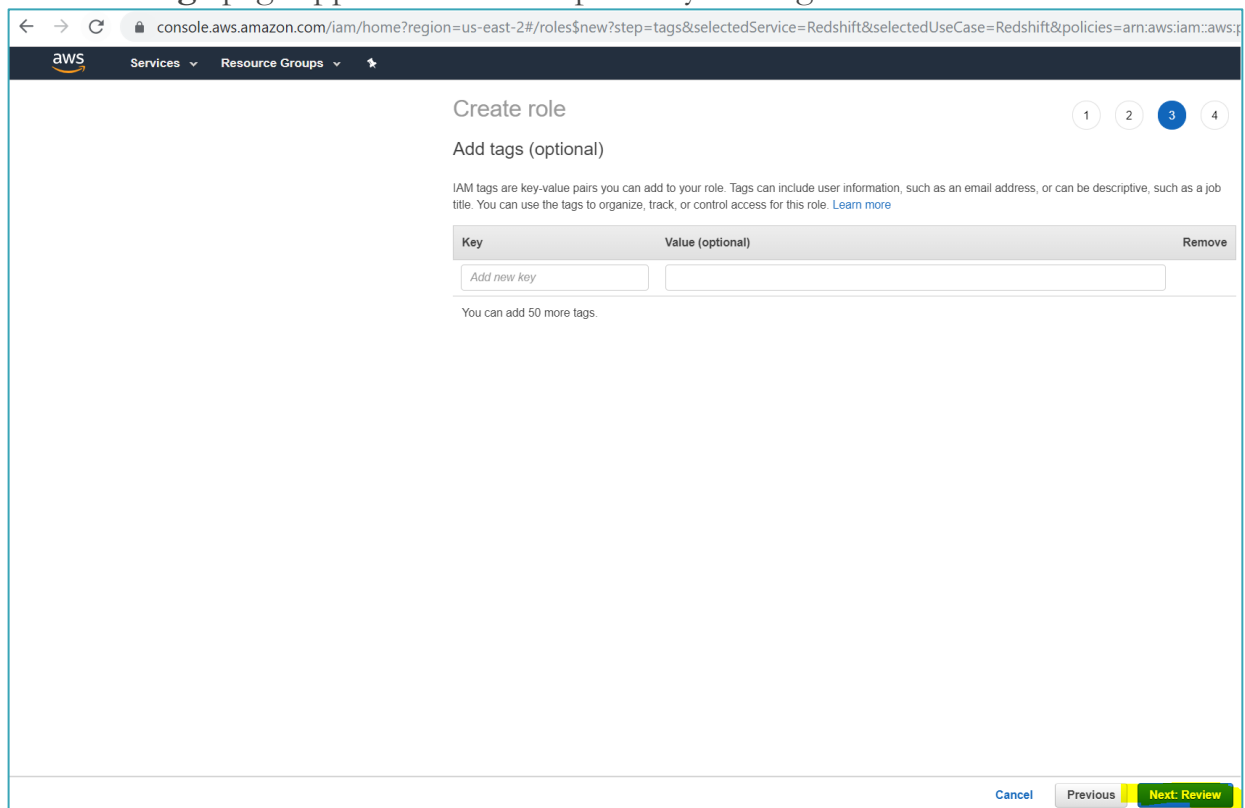 console.aws.amazon.com/iam/home?region=us-east-2#/roles$new?step=tags&selectedService=Redshift&selectedUseCase=Redshift&policies=arn:aws:iam::aws:p
aws Services Resource Groups
Create role 1 2 3 4
Add tags (optional)
IAM tags are key-value pairs you can add to your role. Tags can include user information, such as an email address, or can be descriptive, such as a job
title. You can use the tags to organize, track, or control access for this role. Learn more
Key Value (optional) Remove
Add new key
You can add 50 more tags.
Cancel Previous Next: Review